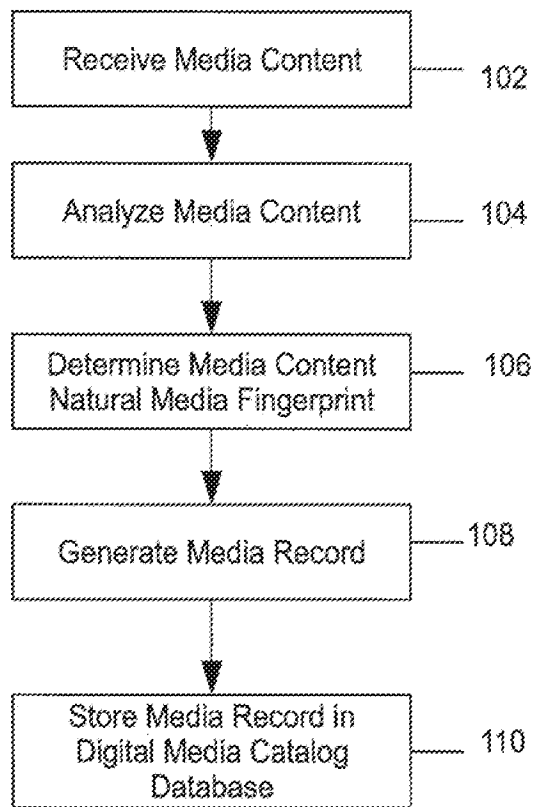 Receive Media Content
102
Analyze Media Content
104
Determine Media Content
Natural Media Fingerprint
106
Generate Media Record
108
Store Media Record in
Digital Media Catalog
Database
110